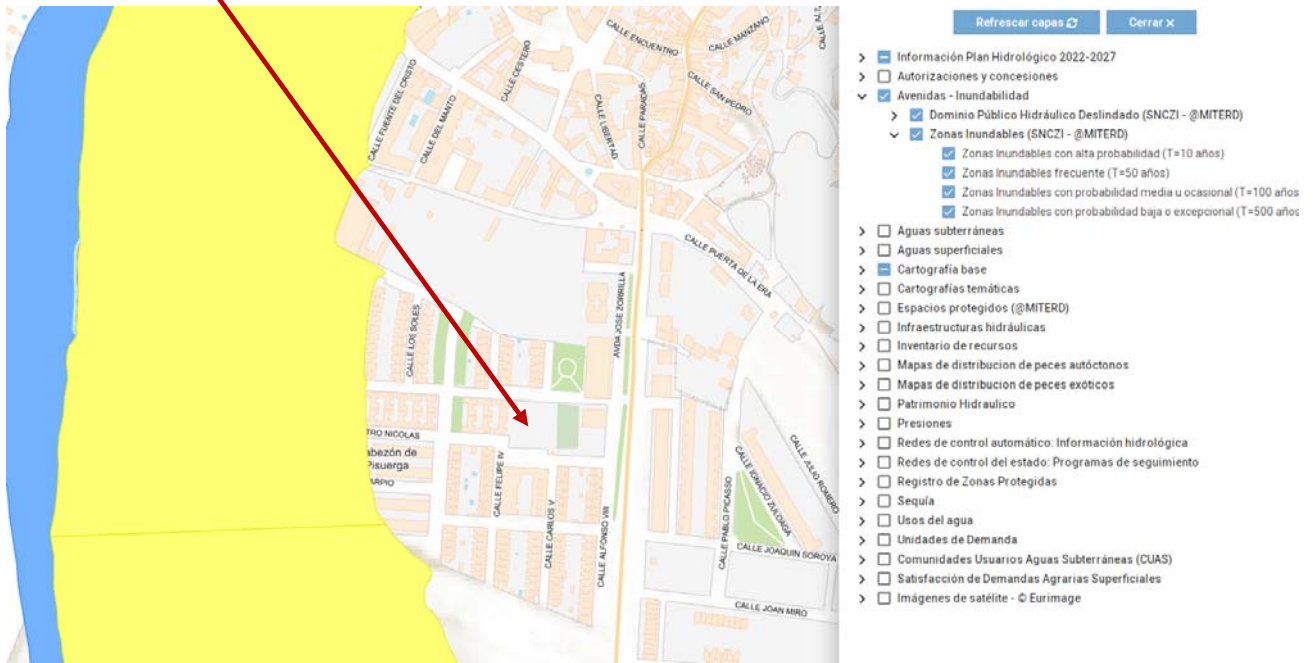 CALLE ENCUENTRO
CALLE MANZANO
CALLE CESTERO
CALLE FUENTE DEL CRISTO
CALLE DEL MANTO
CALLE LIBERTAD
CALLE PARADAS
CALLE SAN PEDRO
CALLE PUERTA DE LA ERA
CALLE LOS SOLES
AVDA JOSE ZORRILLA
TRO NICOLAS
abezón de
Pisuerga
ARPIO
CALLE FELIPE IV
CALLE CARLOS V
CALLE ALFONSO VIII
CALLE PABLO PICASSO
CALLE IGNACIO ZULOAGA
CALLE JULIO ROMERO
CALLE JOAQUIN SOROYA
CALLE JOAN MIRO
Refrescar capas
Cerrar ×
Información Plan Hidrológico 2022-2027
Autorizaciones y concesiones
Avenidas - Inundabilidad
Dominio Público Hidráulico Deslindado (SNCZI - @MITERD)
Zonas Inundables (SNCZI - @MITERD)
Zonas Inundables con alta probabilidad (T=10 años)
Zonas Inundables frecuente (T=50 años)
Zonas Inundables con probabilidad media u ocasional (T=100 años
Zonas Inundables con probabilidad baja o excepcional (T=500 años
Aguas subterráneas
Aguas superficiales
Cartografía base
Cartografías temáticas
Espacios protegidos (@MITERD)
Infraestructuras hidráulicas
Inventario de recursos
Mapas de distribucion de peces autóctonos
Mapas de distribucion de peces exóticos
Patrimonio Hidraulico
Presiones
Redes de control automático: Información hidrológica
Redes de control del estado: Programas de seguimiento
Registro de Zonas Protegidas
Sequía
Usos del agua
Unidades de Demanda
Comunidades Usuarios Aguas Subterráneas (CUAS)
Satisfacción de Demandas Agrarias Superficiales
Imágenes de satélite - © Eurimage